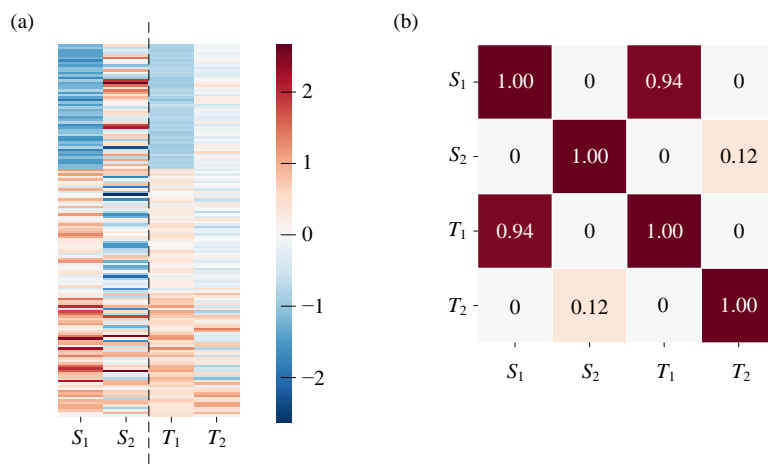 (a)
2
1
0
−1
−2
S₁ S₂ T₁ T₂
(b)
S₁ 1.00 0 0.94 0
S₂ 0 1.00 0 0.12
T₁ 0.94 0 1.00 0
T₂ 0 0.12 0 1.00
S₁ S₂ T₁ T₂